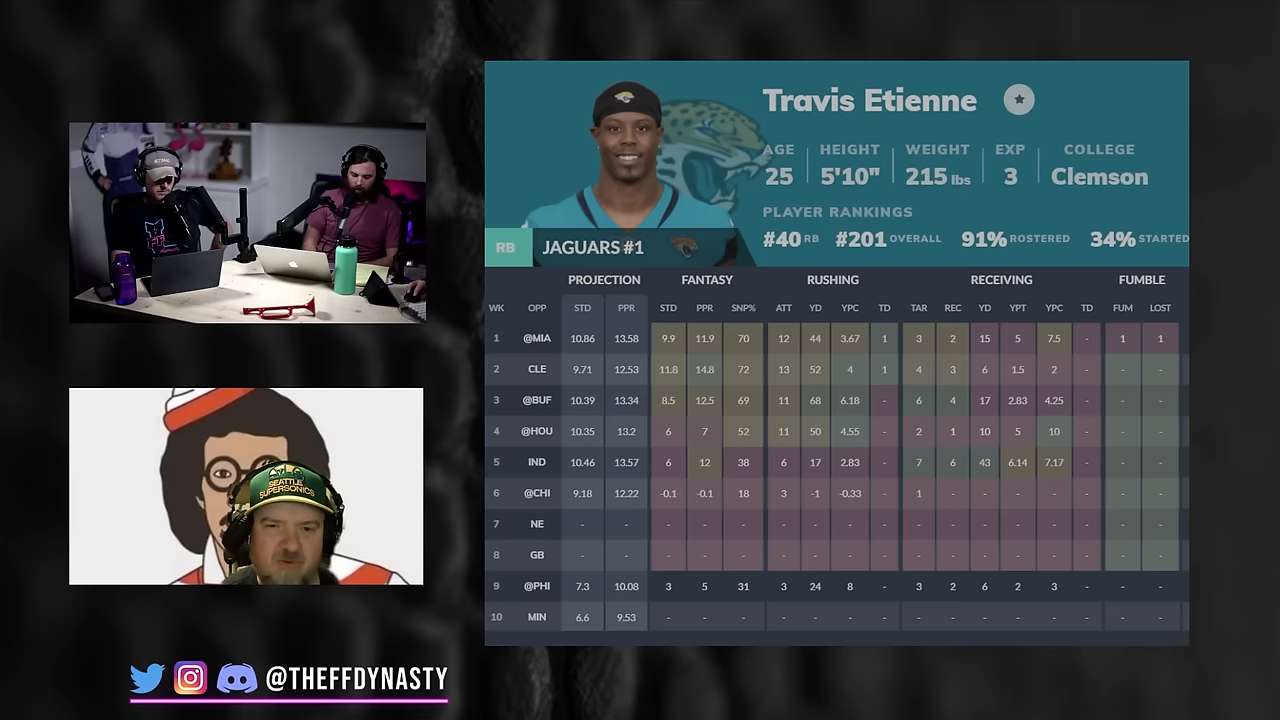 Travis Etienne
AGE HEIGHT WEIGHT EXP COLLEGE
25 5'10" 215 lbs 3 Clemson
PLAYER RANKINGS
#40 RB #201 OVERALL 91% ROSTERED 34% STARTED
RB JAGUARS #1
PROJECTION FANTASY RUSHING RECEIVING FUMBLE
WK OPP STD PPR STD PPR SNP% ATT YD YPC TD TAR REC YD YPT YPC TD FUM LOST
1 @MIA 10.86 13.58 9.9 11.9 70 12 44 3.67 1 3 2 15 5 7.5 - 1 1
2 CLE 9.71 12.53 11.8 14.8 72 13 52 4 1 4 3 6 1.5 2 - - -
3 @BUF 10.39 13.34 8.5 12.5 69 11 68 6.18 - 6 4 17 2.83 4.25 - - -
4 @HOU 10.35 13.2 6 7 52 11 50 4.55 - 2 1 10 5 10 - - -
5 IND 10.46 13.57 6 12 38 6 17 2.83 - 7 6 43 6.14 7.17 - - -
6 @CHI 9.18 12.22 -0.1 -0.1 18 3 -1 -0.33 - 1 - - - - - - -
7 NE - - - - - - - - - - - - - - - - -
8 GB - - - - - - - - - - - - - - - - -
9 @PHI 7.3 10.08 3 5 31 3 24 8 - 3 2 6 2 3 - - -
10 MIN 6.6 9.53 - - - - - - - - - - - - - - -
SEATTLE
SUPERSONICS
@THEFFDYNASTY